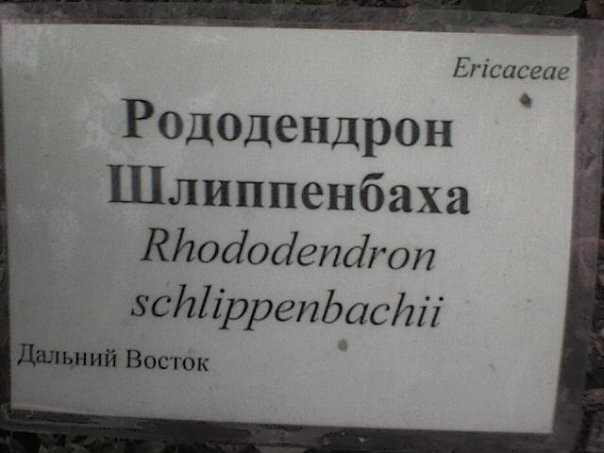 Ericaceae
Рододендрон
Шлиппенбаха
Rhododendron
schlippenbachii
Дальний Восток